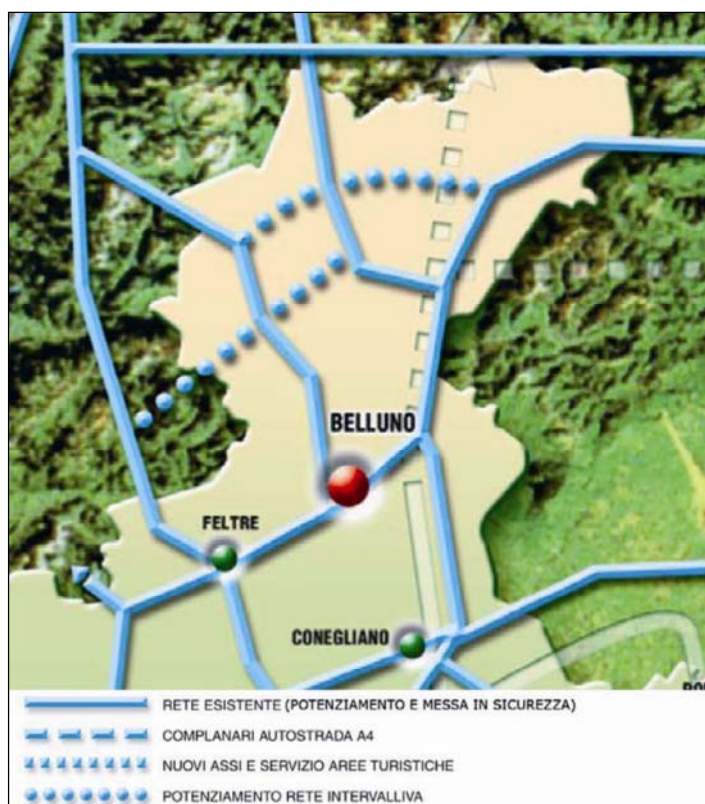 BELLUNO
FELTRE
CONEGLIANO
RETE ESISTENTE (POTENZIAMENTO E MESSA IN SICUREZZA)
COMPLANARI AUTOSTRADA A4
NUOVI ASSI E SERVIZIO AREE TURISTICHE
POTENZIAMENTO RETE INTERVALLIVA